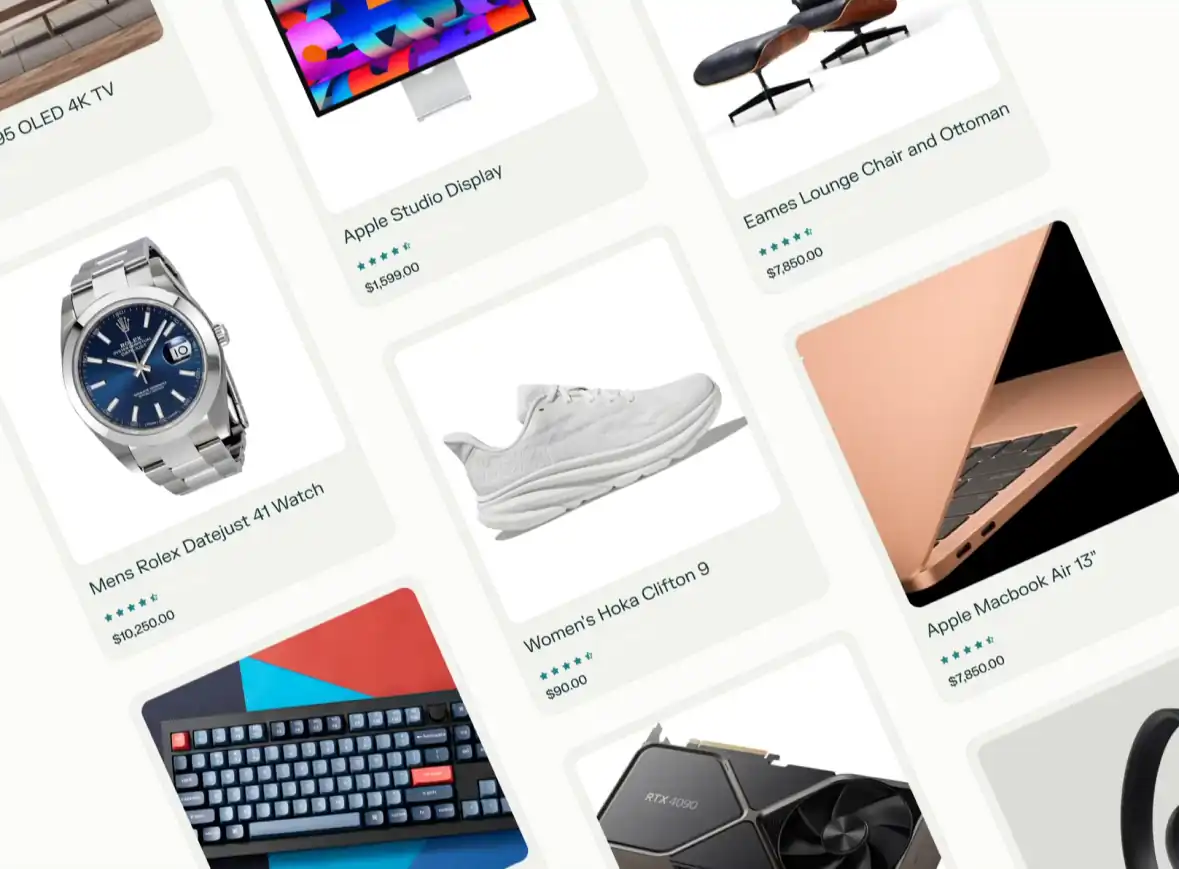 95 OLED 4K TV
Apple Studio Display
$1,599.00
Eames Lounge Chair and Ottoman
$7,850.00
ROLEX
Mens Rolex Datejust 41 Watch
$10,250.00
Women's Hoka Clifton 9
$90.00
Apple Macbook Air 13"
$7,850.00
RTX 4090